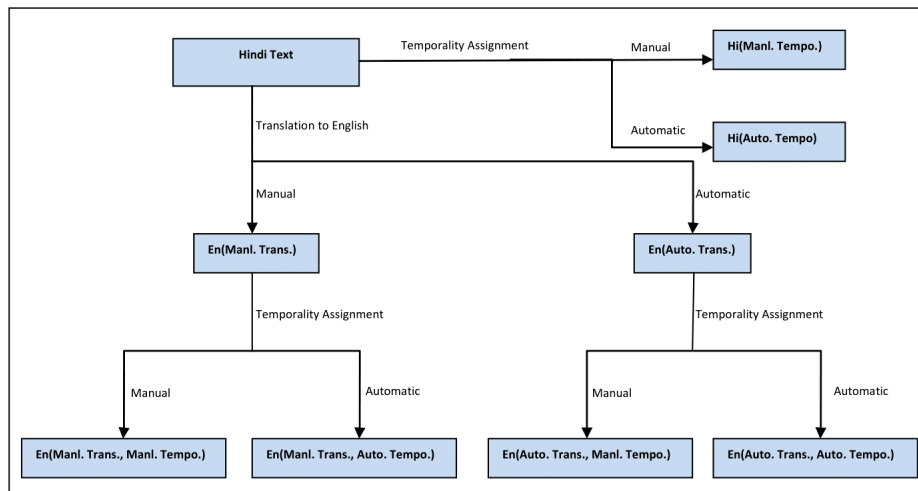 Hindi Text
Temporality Assignment
Manual
Hi(Manl. Tempo.)
Automatic
Hi(Auto. Tempo)
Translation to English
Manual
Automatic
En(Manl. Trans.)
En(Auto. Trans.)
Temporality Assignment
Temporality Assignment
Manual
Automatic
Manual
Automatic
En(Manl. Trans., Manl. Tempo.)
En(Manl. Trans., Auto. Tempo.)
En(Auto. Trans., Manl. Tempo.)
En(Auto. Trans., Auto. Tempo.)